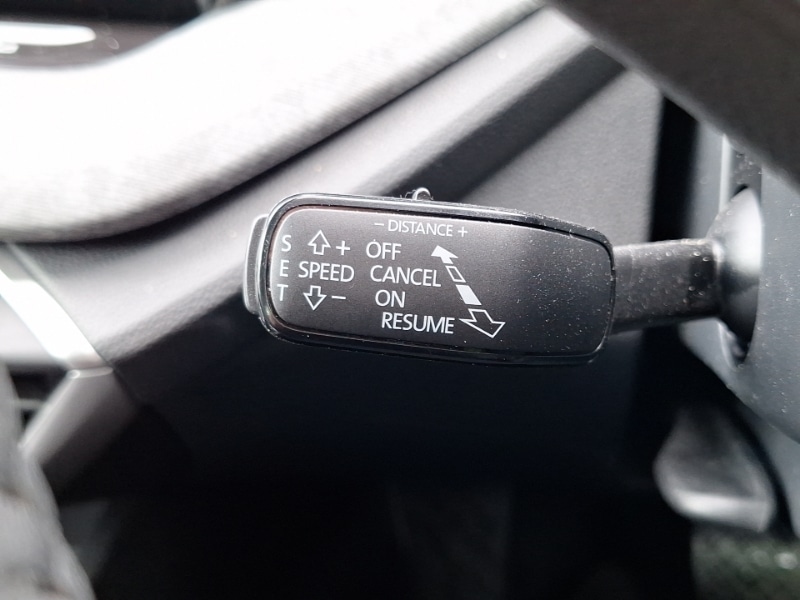 - DISTANCE +
S + OFF
E SPEED CANCEL
T - ON
RESUME